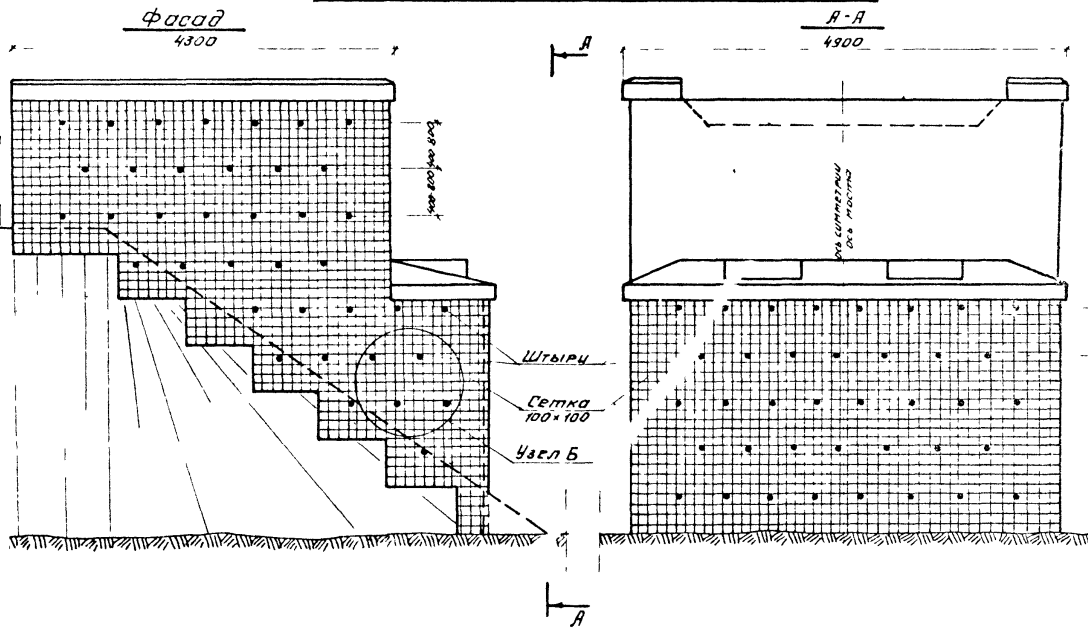 Фасад
4300
А
А-А
4900
ось симметрии
ось моста
Штыри
Сетка
100×100
Узел Б
А